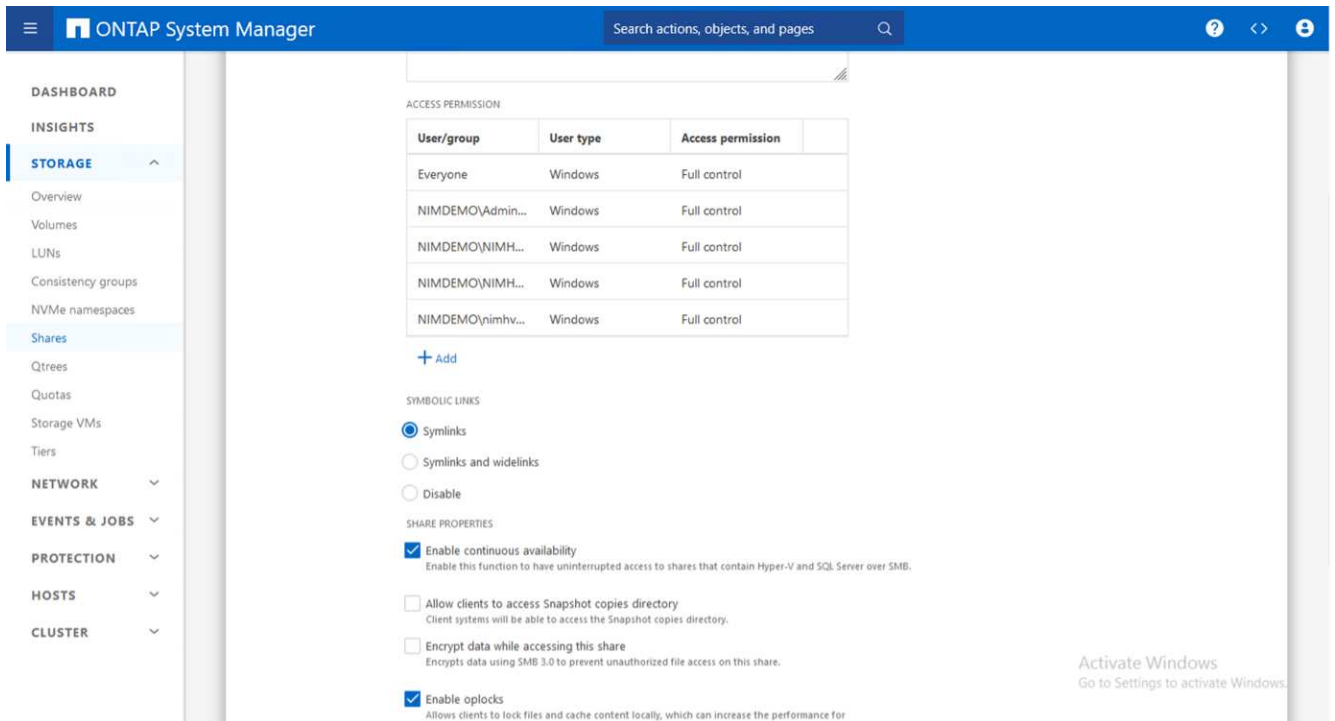 ONTAP System Manager
Search actions, objects, and pages
DASHBOARD
INSIGHTS
STORAGE
Overview
Volumes
LUNs
Consistency groups
NVMe namespaces
Shares
Qtrees
Quotas
Storage VMs
Tiers
NETWORK
EVENTS & JOBS
PROTECTION
HOSTS
CLUSTER
ACCESS PERMISSION
User/group User type Access permission
Everyone Windows Full control
NIMDEMO\Admin... Windows Full control
NIMDEMO\NIMH... Windows Full control
NIMDEMO\NIMH... Windows Full control
NIMDEMO\nimhv... Windows Full control
+ Add
SYMBOLIC LINKS
Symlinks
Symlinks and widelinks
Disable
SHARE PROPERTIES
Enable continuous availability
Enable this function to have uninterrupted access to shares that contain Hyper-V and SQL Server over SMB.
Allow clients to access Snapshot copies directory
Client systems will be able to access the Snapshot copies directory.
Encrypt data while accessing this share
Encrypts data using SMB 3.0 to prevent unauthorized file access on this share.
Enable oplocks
Allows clients to lock files and cache content locally, which can increase the performance for
Activate Windows
Go to Settings to activate Windows.